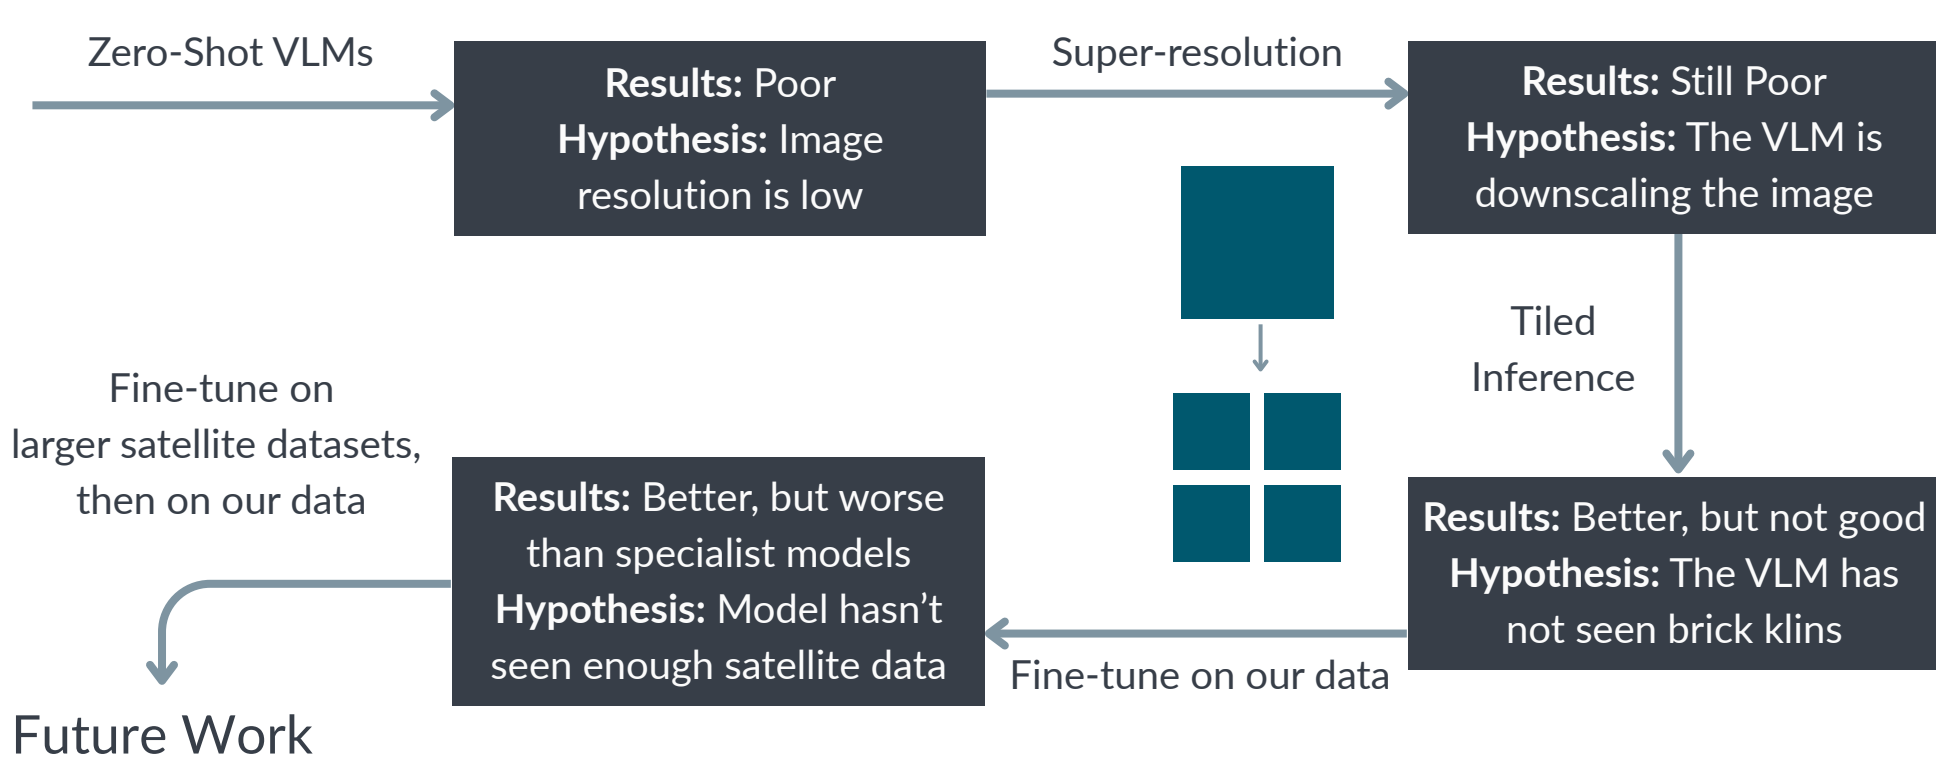 Zero-Shot VLMs
Results: Poor
Hypothesis: Image
resolution is low
Super-resolution
Results: Still Poor
Hypothesis: The VLM is
downscaling the image
Tiled
Inference
Results: Better, but not good
Hypothesis: The VLM has
not seen brick klins
Fine-tune on our data
Results: Better, but worse
than specialist models
Hypothesis: Model hasn’t
seen enough satellite data
Fine-tune on
larger satellite datasets,
then on our data
Future Work